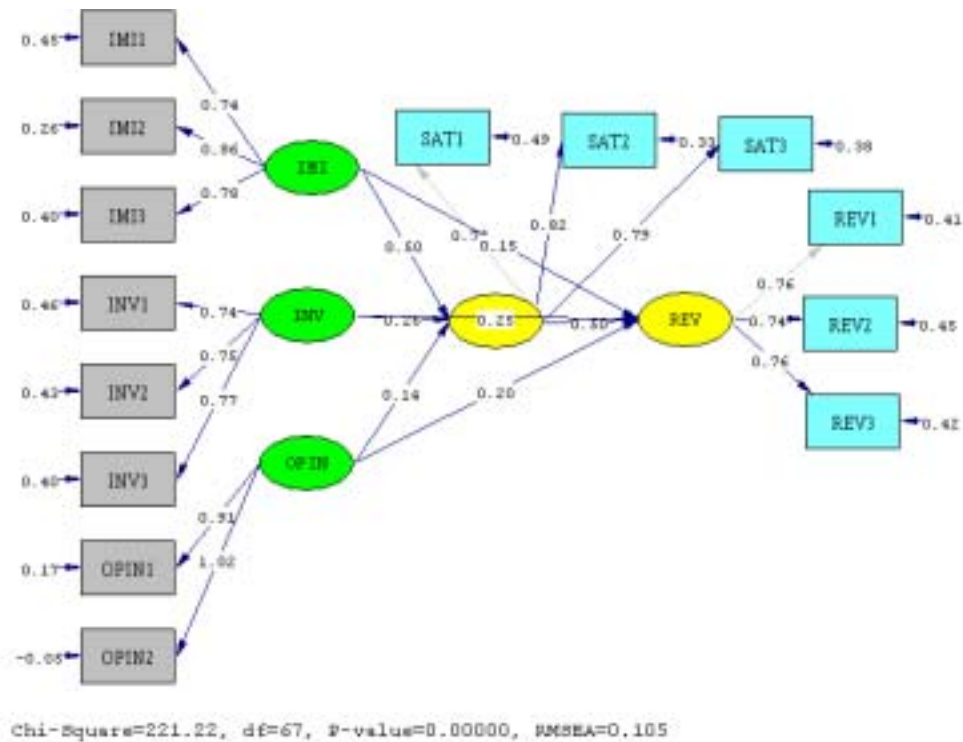 0.45
IMI1
0.26
IMI2
0.40
IMI3
0.46
INV1
0.43
INV2
0.40
INV3
0.17
OPIN1
OPIN2
0.74
0.86
0.78
0.74
0.75
0.77
0.91
1.02
IMI
INV
OPIN
0.15
0.14
0.20
SAT1
0.49
SAT2
SAT3
0.38
0.82
0.79
REV
0.76
0.74
0.76
REV1
0.41
REV2
0.45
REV3
0.42
Chi-Square=221.22, df=67, P-value=0.00000, RMSEA=0.105